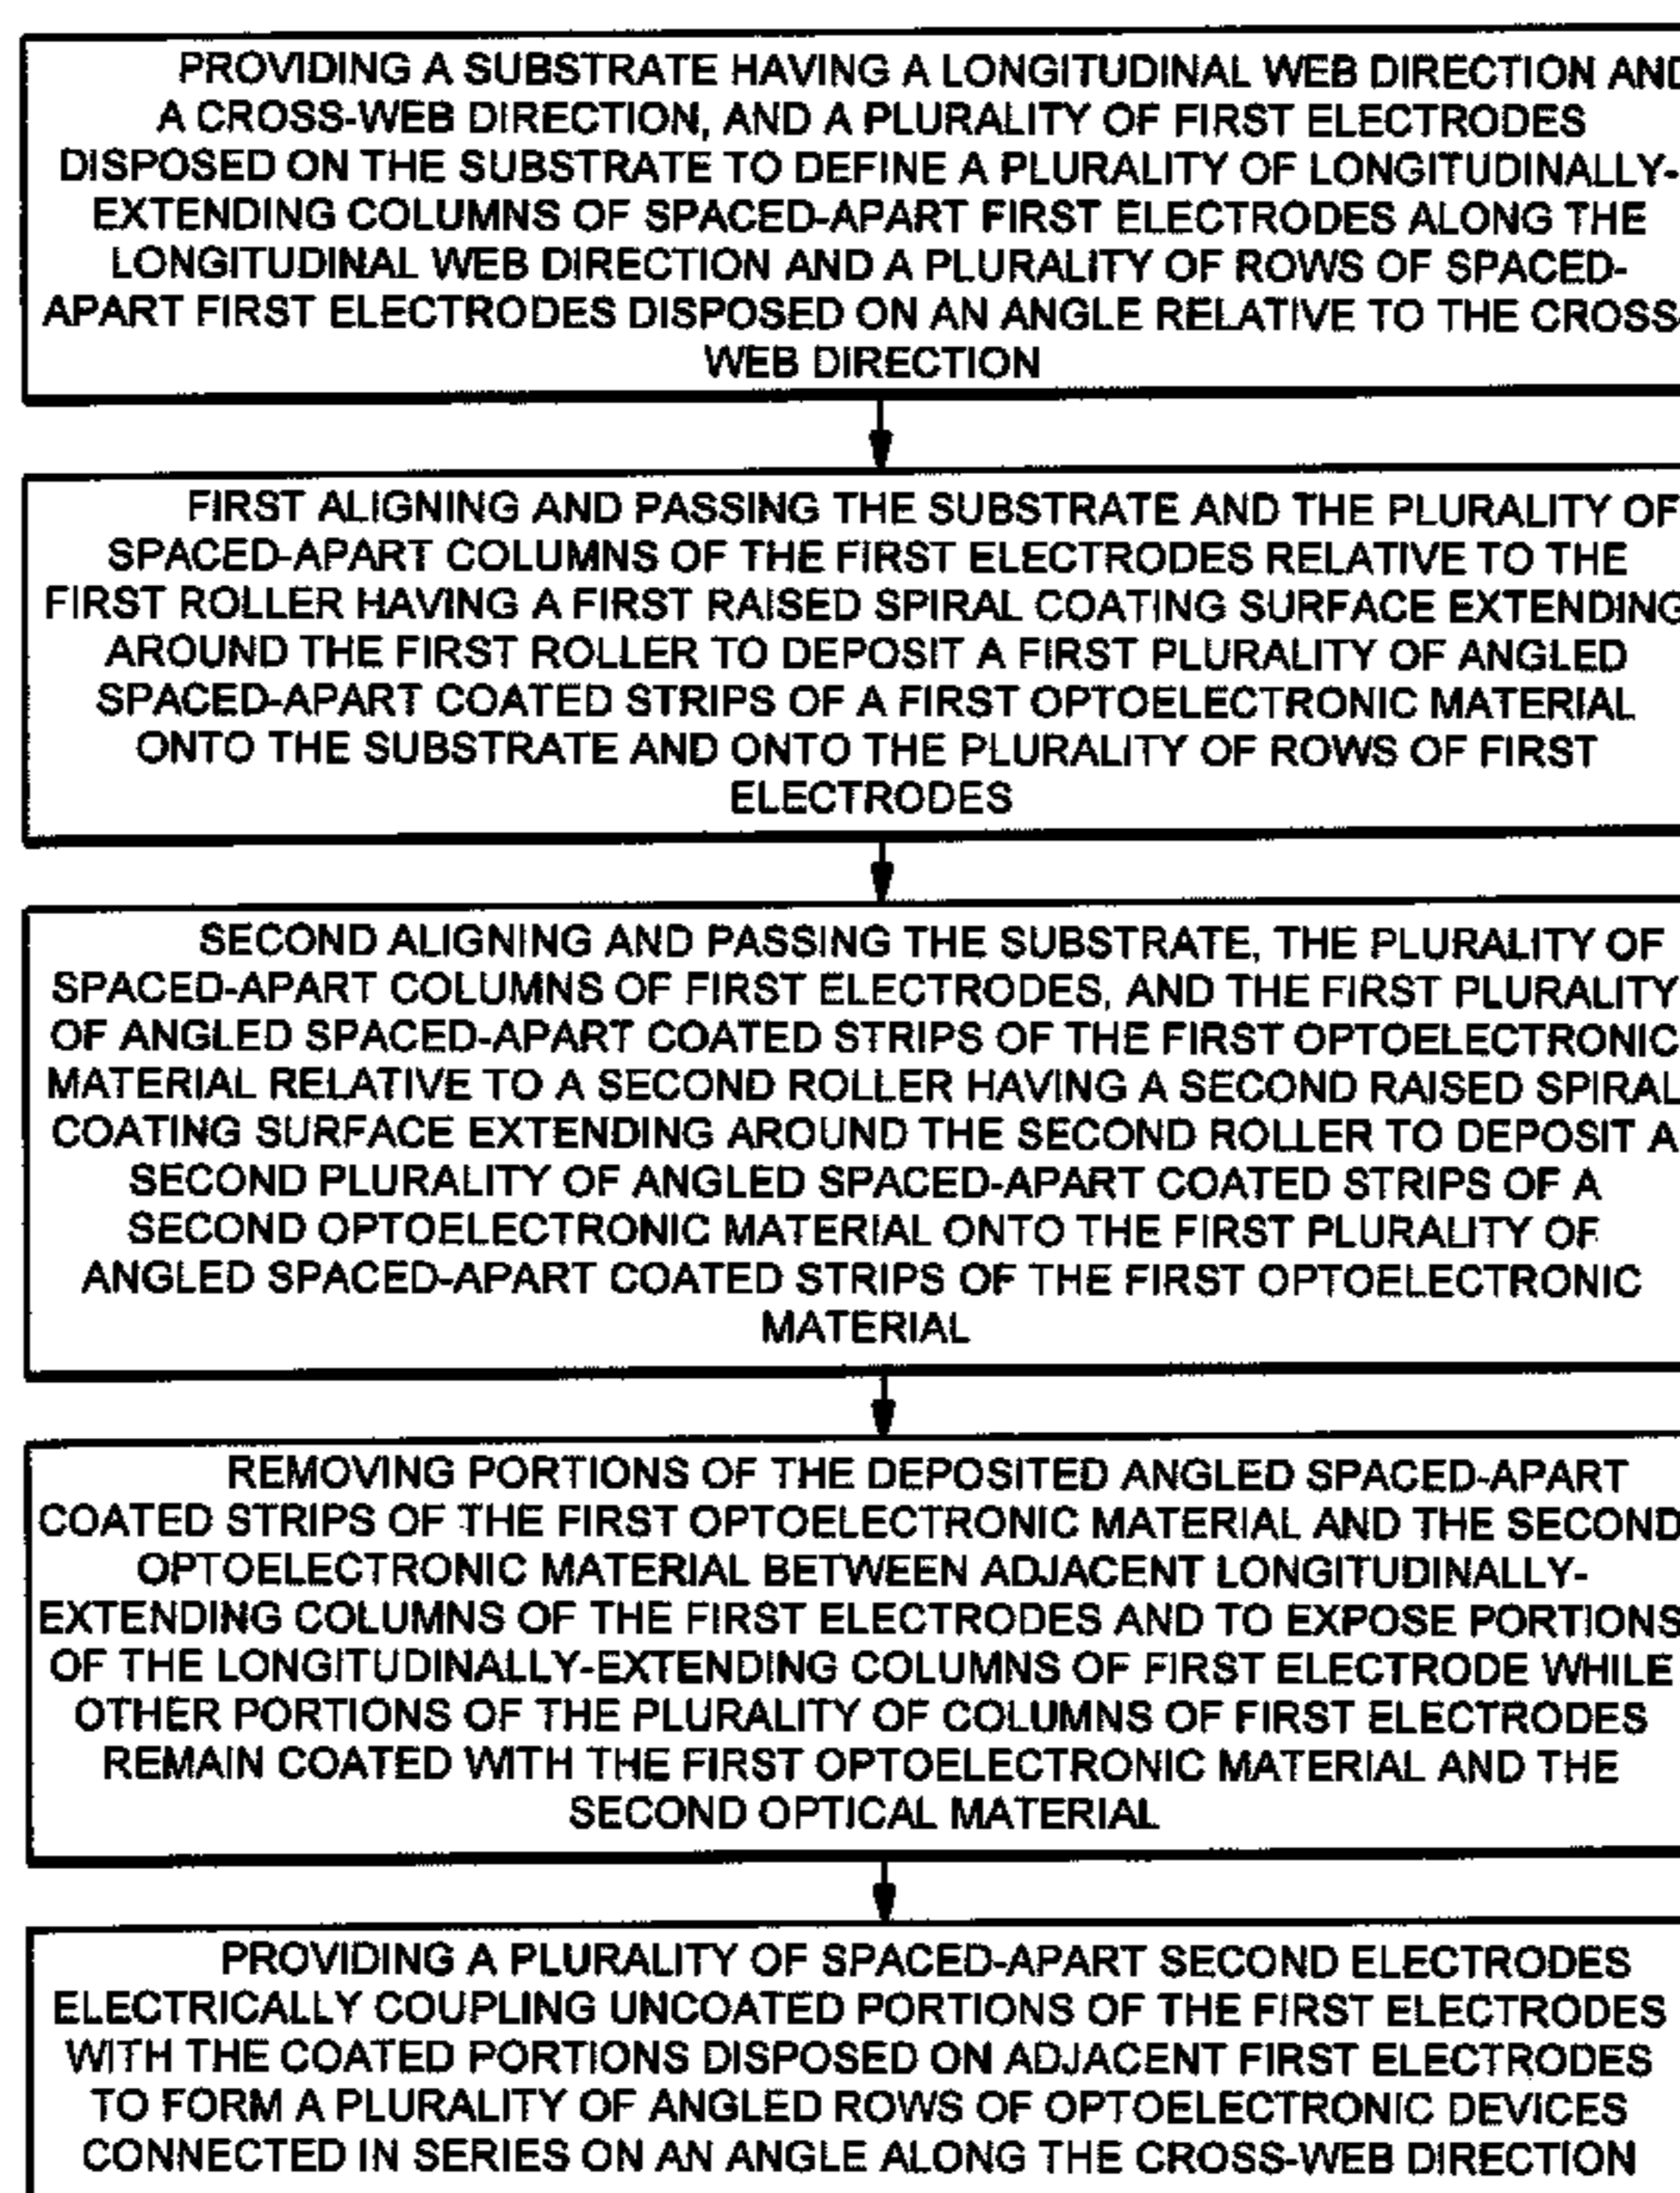 PROVIDING A SUBSTRATE HAVING A LONGITUDINAL WEB DIRECTION AND
A CROSS-WEB DIRECTION, AND A PLURALITY OF FIRST ELECTRODES
DISPOSED ON THE SUBSTRATE TO DEFINE A PLURALITY OF LONGITUDINALLY-
EXTENDING COLUMNS OF SPACED-APART FIRST ELECTRODES ALONG THE
LONGITUDINAL WEB DIRECTION AND A PLURALITY OF ROWS OF SPACED-
APART FIRST ELECTRODES DISPOSED ON AN ANGLE RELATIVE TO THE CROSS-
WEB DIRECTION
FIRST ALIGNING AND PASSING THE SUBSTRATE AND THE PLURALITY OF
SPACED-APART COLUMNS OF THE FIRST ELECTRODES RELATIVE TO THE
FIRST ROLLER HAVING A FIRST RAISED SPIRAL COATING SURFACE EXTENDING
AROUND THE FIRST ROLLER TO DEPOSIT A FIRST PLURALITY OF ANGLED
SPACED-APART COATED STRIPS OF A FIRST OPTOELECTRONIC MATERIAL
ONTO THE SUBSTRATE AND ONTO THE PLURALITY OF ROWS OF FIRST
ELECTRODES
SECOND ALIGNING AND PASSING THE SUBSTRATE, THE PLURALITY OF
SPACED-APART COLUMNS OF FIRST ELECTRODES, AND THE FIRST PLURALITY
OF ANGLED SPACED-APART COATED STRIPS OF THE FIRST OPTOELECTRONIC
MATERIAL RELATIVE TO A SECOND ROLLER HAVING A SECOND RAISED SPIRAL
COATING SURFACE EXTENDING AROUND THE SECOND ROLLER TO DEPOSIT A
SECOND PLURALITY OF ANGLED SPACED-APART COATED STRIPS OF A
SECOND OPTOELECTRONIC MATERIAL ONTO THE FIRST PLURALITY OF
ANGLED SPACED-APART COATED STRIPS OF THE FIRST OPTOELECTRONIC
MATERIAL
REMOVING PORTIONS OF THE DEPOSITED ANGLED SPACED-APART
COATED STRIPS OF THE FIRST OPTOELECTRONIC MATERIAL AND THE SECOND
OPTOELECTRONIC MATERIAL BETWEEN ADJACENT LONGITUDINALLY-
EXTENDING COLUMNS OF THE FIRST ELECTRODES AND TO EXPOSE PORTIONS
OF THE LONGITUDINALLY-EXTENDING COLUMNS OF FIRST ELECTRODE WHILE
OTHER PORTIONS OF THE PLURALITY OF COLUMNS OF FIRST ELECTRODES
REMAIN COATED WITH THE FIRST OPTOELECTRONIC MATERIAL AND THE
SECOND OPTICAL MATERIAL
PROVIDING A PLURALITY OF SPACED-APART SECOND ELECTRODES
ELECTRICALLY COUPLING UNCOATED PORTIONS OF THE FIRST ELECTRODES
WITH THE COATED PORTIONS DISPOSED ON ADJACENT FIRST ELECTRODES
TO FORM A PLURALITY OF ANGLED ROWS OF OPTOELECTRONIC DEVICES
CONNECTED IN SERIES ON AN ANGLE ALONG THE CROSS-WEB DIRECTION